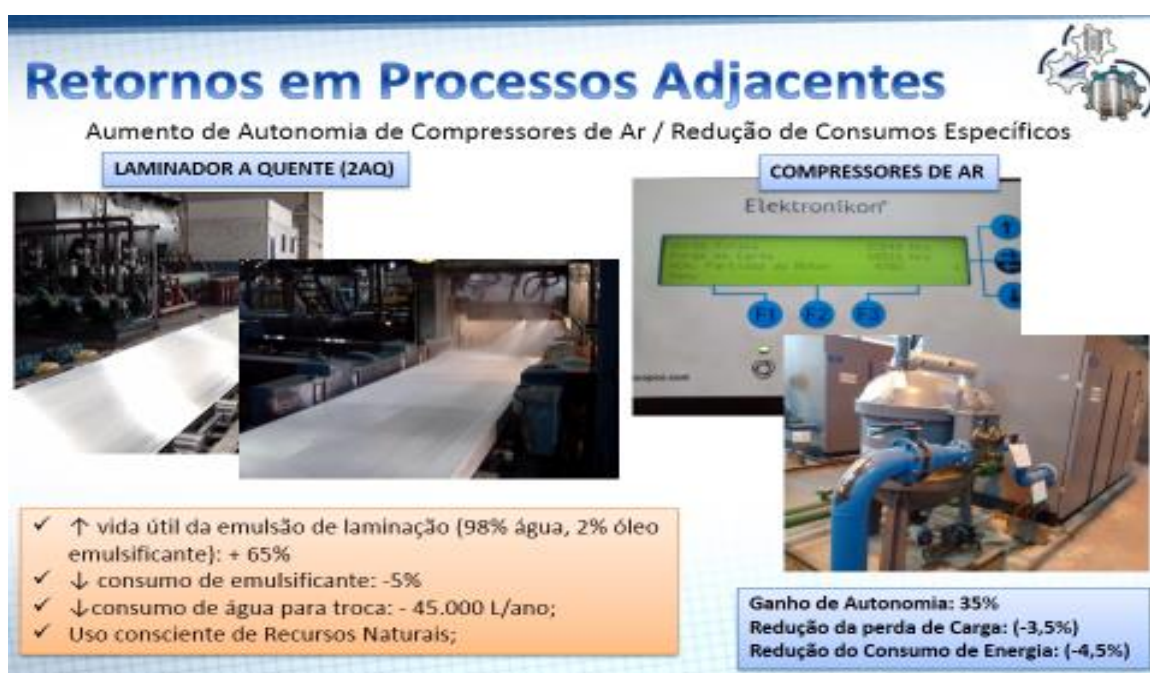 Retornos em Processos Adjacentes
Aumento de Autonomia de Compressores de Ar / Redução de Consumos Específicos
LAMINADOR A QUENTE (2AQ)
COMPRESSORES DE AR
Elektronikon
F1 F2 F3
✓ ↑ vida útil da emulsão de laminação (98% água, 2% óleo
emulsificante): + 65%
✓ ↓ consumo de emulsificante: -5%
✓ ↓consumo de água para troca: - 45.000 L/ano;
✓ Uso consciente de Recursos Naturais;
Ganho de Autonomia: 35%
Redução da perda de Carga: (-3,5%)
Redução do Consumo de Energia: (-4,5%)